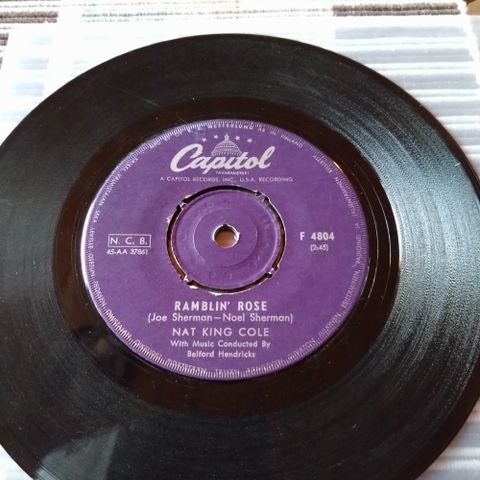 Capitol
A CAPITOL RECORDS, INC., U.S.A. RECORDING
N. C. B.
45-AA 37861
F 4804
(2:45)
RAMBLIN' ROSE
(Joe Sherman—Noel Sherman)
NAT KING COLE
With Music Conducted By
Belford Hendricks